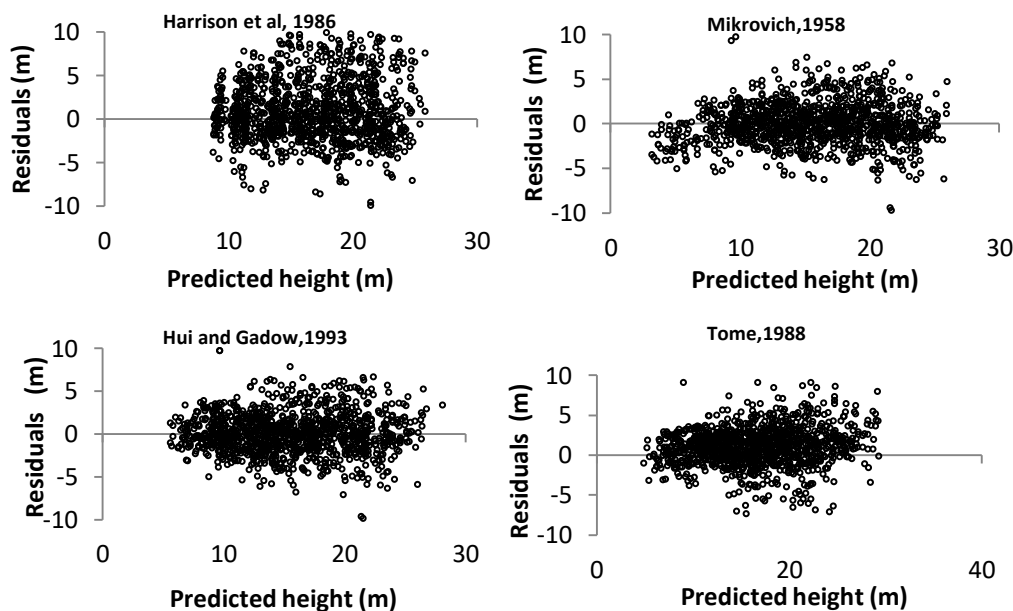 Harrison et al, 1986
Residuals (m)
10
5
0
-5
-10
0
10
20
30
Predicted height (m)
Mikrovich,1958
Residuals (m)
10
5
0
-5
-10
0
10
20
30
Predicted height (m)
Hui and Gadow,1993
Residuals (m)
10
5
0
-5
-10
0
10
20
30
Predicted height (m)
Tome,1988
Residuals (m)
10
5
0
-5
-10
0
20
40
Predicted height (m)